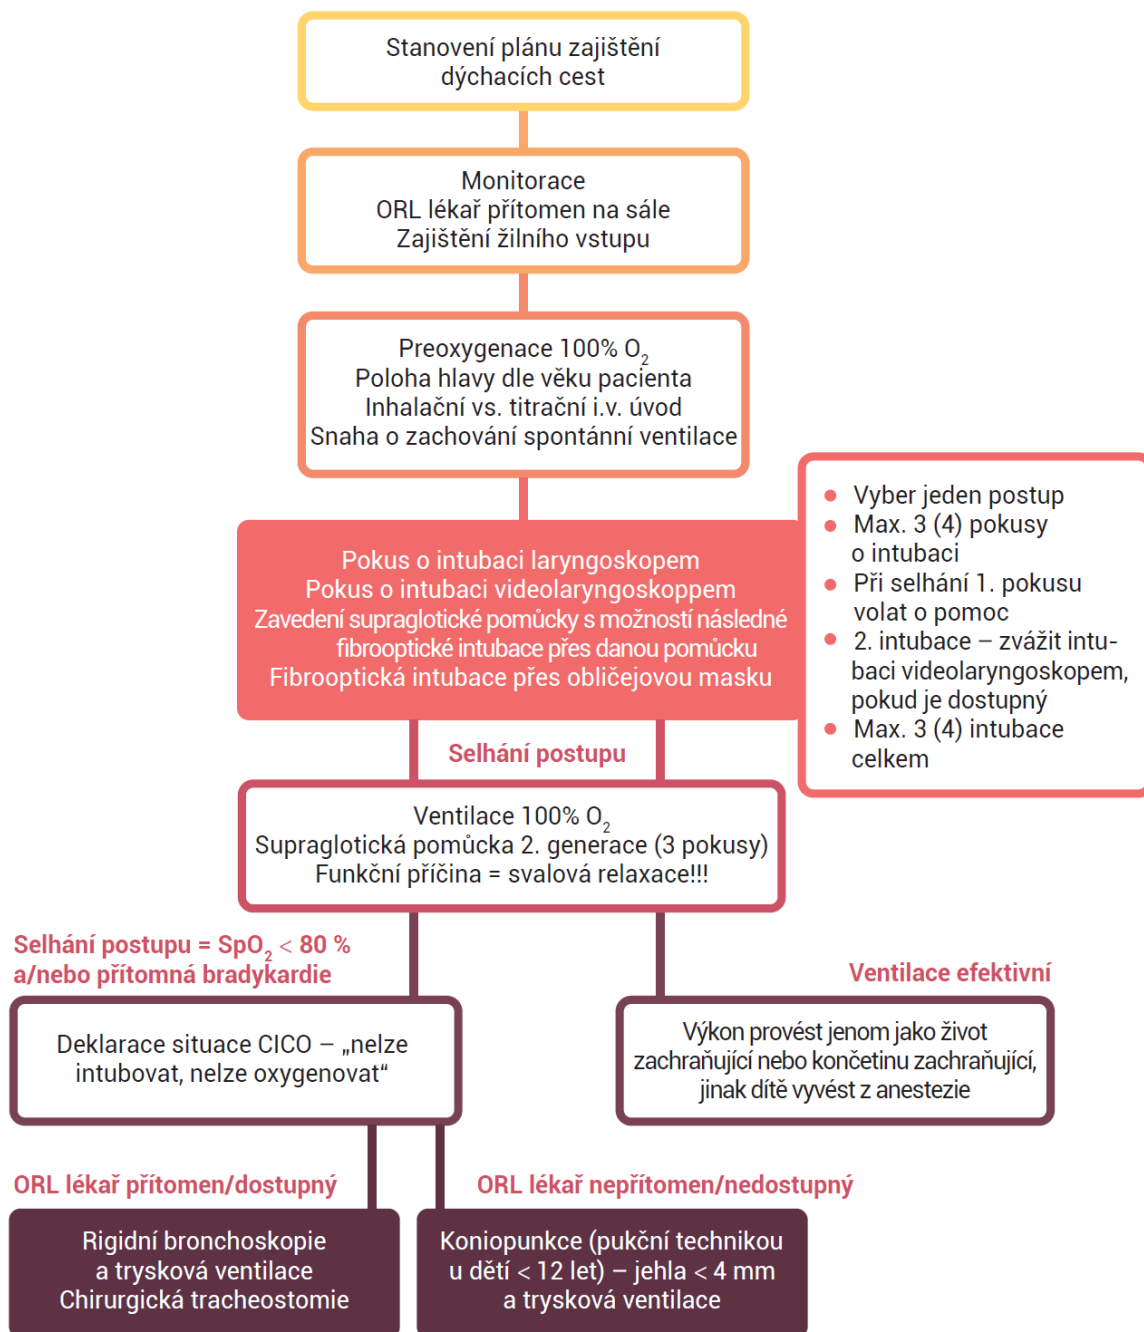 Stanovení plánu zajištění
dýchacích cest
Monitorace
ORL lékař přítomen na sále
Zajištění žilního vstupu
Preoxygenace 100% O₂
Poloha hlavy dle věku pacienta
Inhalační vs. titrační i.v. úvod
Snaha o zachování spontánní ventilace
Pokus o intubaci laryngoskopem
Pokus o intubaci videolaryngoskoppem
Zavedení supraglotické pomůcky s možností následné
fibrooptické intubace přes danou pomůcku
Fibrooptická intubace přes obličejovou masku
• Vyber jeden postup
• Max. 3 (4) pokusy
o intubaci
• Při selhání 1. pokusu
volat o pomoc
• 2. intubace – zvážit intu-
baci videolaryngoskopem,
pokud je dostupný
• Max. 3 (4) intubace
celkem
Selhání postupu
Ventilace 100% O₂
Supraglotická pomůcka 2. generace (3 pokusy)
Funkční příčina = svalová relaxace!!!
Selhání postupu = SpO₂ < 80 %
a/nebo přítomná bradykardie
Deklarace situace CICO – „nelze
intubovat, nelze oxygenovat“
Ventilace efektivní
Výkon provést jenom jako život
zachraňující nebo končetinu zachraňující,
jinak dítě vyvést z anestezie
ORL lékař přítomen/dostupný
Rigidní bronchoskopie
a trysková ventilace
Chirurgická tracheostomie
ORL lékař nepřítomen/nedostupný
Koniopunkce (pukční technikou
u dětí < 12 let) – jehla < 4 mm
a trysková ventilace